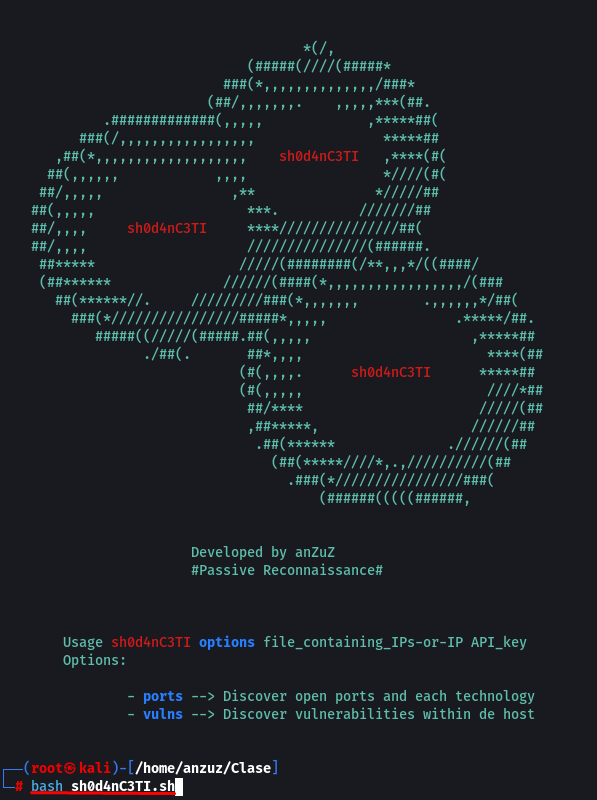 sh0d4nC3TI
sh0d4nC3TI
sh0d4nC3TI
Developed by anZuZ
#Passive Reconnaissance#
Usage sh0d4nC3TI options file_containing_IPs-or-IP API_key
Options:
- ports --> Discover open ports and each technology
- vulns --> Discover vulnerabilities within de host
┌──(root㉿kali)-[/home/anzuz/Clase]
└─# bash sh0d4nC3TI.sh